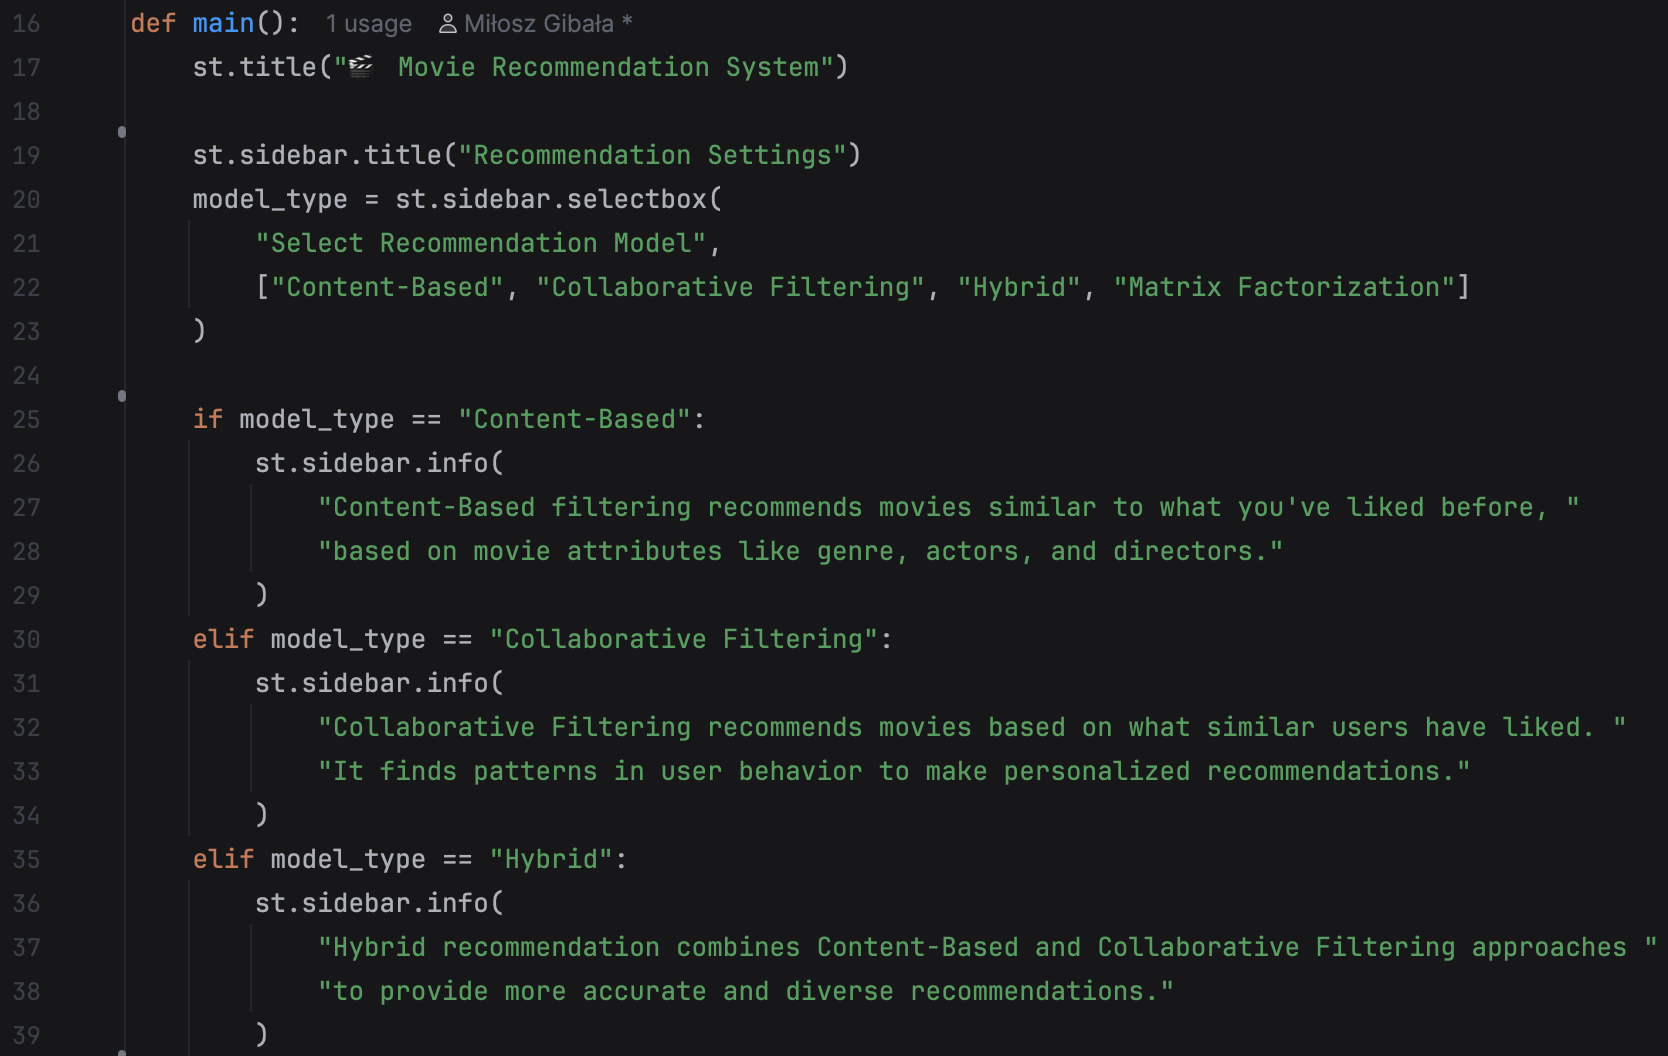 16 def main(): 1 usage Miłosz Gibała *
17     st.title("🎬 Movie Recommendation System")
18
19     st.sidebar.title("Recommendation Settings")
20     model_type = st.sidebar.selectbox(
21         "Select Recommendation Model",
22         ["Content-Based", "Collaborative Filtering", "Hybrid", "Matrix Factorization"]
23     )
24
25     if model_type == "Content-Based":
26         st.sidebar.info(
27             "Content-Based filtering recommends movies similar to what you've liked before, "
28             "based on movie attributes like genre, actors, and directors."
29         )
30     elif model_type == "Collaborative Filtering":
31         st.sidebar.info(
32             "Collaborative Filtering recommends movies based on what similar users have liked. "
33             "It finds patterns in user behavior to make personalized recommendations."
34         )
35     elif model_type == "Hybrid":
36         st.sidebar.info(
37             "Hybrid recommendation combines Content-Based and Collaborative Filtering approaches "
38             "to provide more accurate and diverse recommendations."
39         )